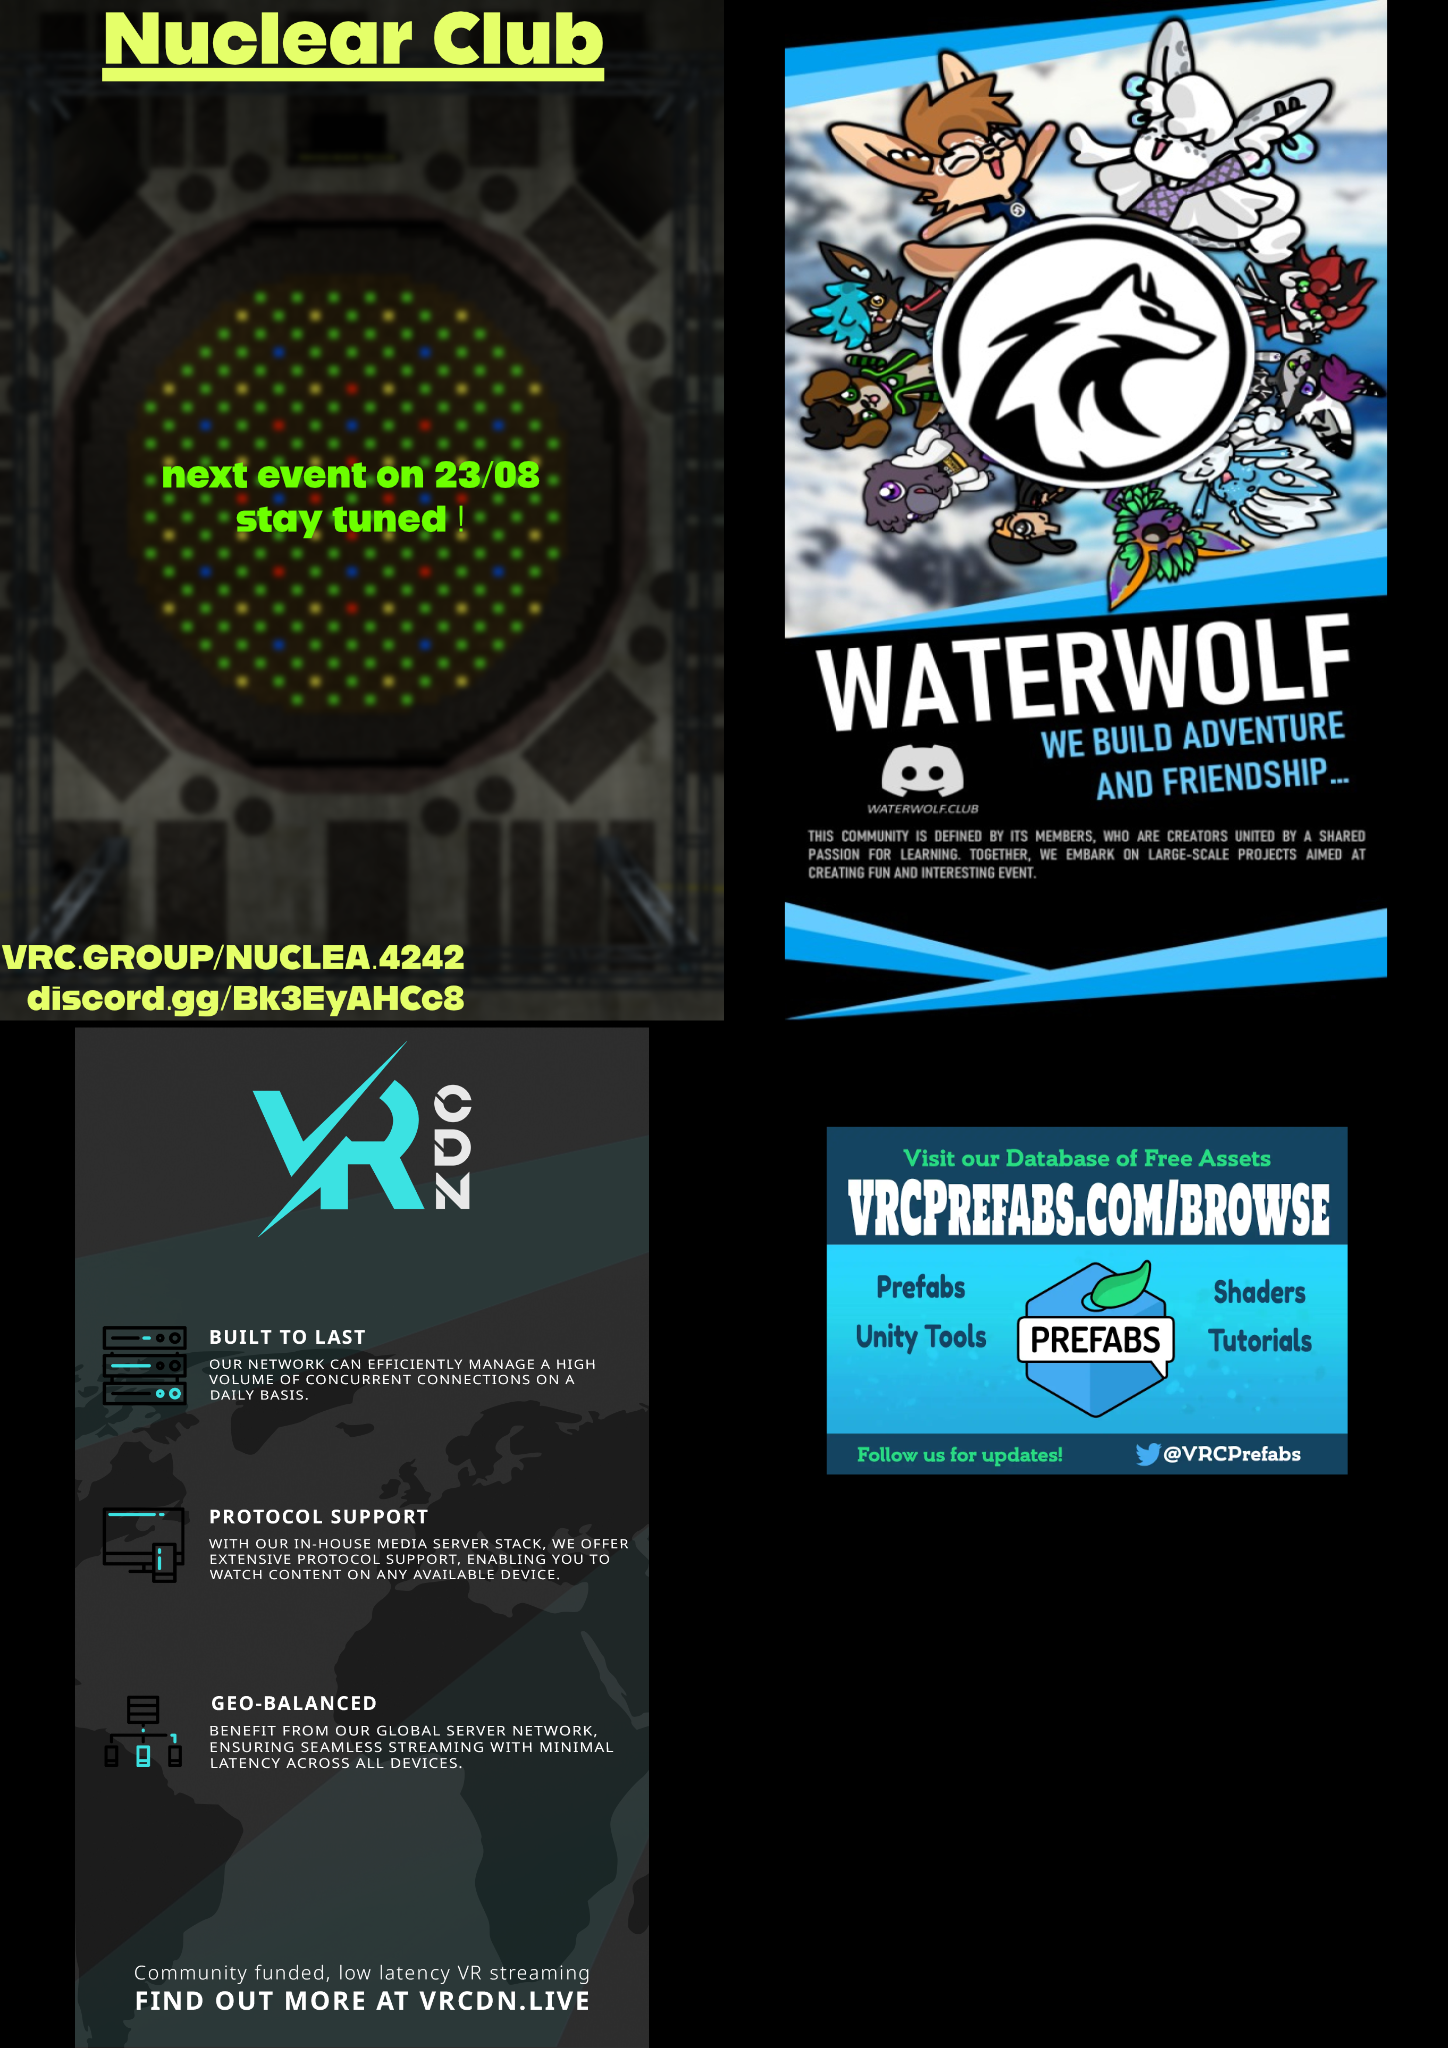 Nuclear Club
next event on 23/08
stay tuned !
VRC.GROUP/NUCLEA.4242
discord.gg/Bk3EyAHCc8
WATERWOLF
WE BUILD ADVENTURE
AND FRIENDSHIP...
WATERWOLF.CLUB
THIS COMMUNITY IS DEFINED BY ITS MEMBERS, WHO ARE CREATORS UNITED BY A SHARED
PASSION FOR LEARNING. TOGETHER, WE EMBARK ON LARGE-SCALE PROJECTS AIMED AT
CREATING FUN AND INTERESTING EVENT.
VR
CDN
BUILT TO LAST
OUR NETWORK CAN EFFICIENTLY MANAGE A HIGH
VOLUME OF CONCURRENT CONNECTIONS ON A
DAILY BASIS.
PROTOCOL SUPPORT
WITH OUR IN-HOUSE MEDIA SERVER STACK, WE OFFER
EXTENSIVE PROTOCOL SUPPORT, ENABLING YOU TO
WATCH CONTENT ON ANY AVAILABLE DEVICE.
GEO-BALANCED
BENEFIT FROM OUR GLOBAL SERVER NETWORK,
ENSURING SEAMLESS STREAMING WITH MINIMAL
LATENCY ACROSS ALL DEVICES.
Community funded, low latency VR streaming
FIND OUT MORE AT VRCDN.LIVE
Visit our Database of Free Assets
VRCPREFABS.COM/BROWSE
Prefabs
Unity Tools
PREFABS
Shaders
Tutorials
Follow us for updates!
@VRCPrefabs